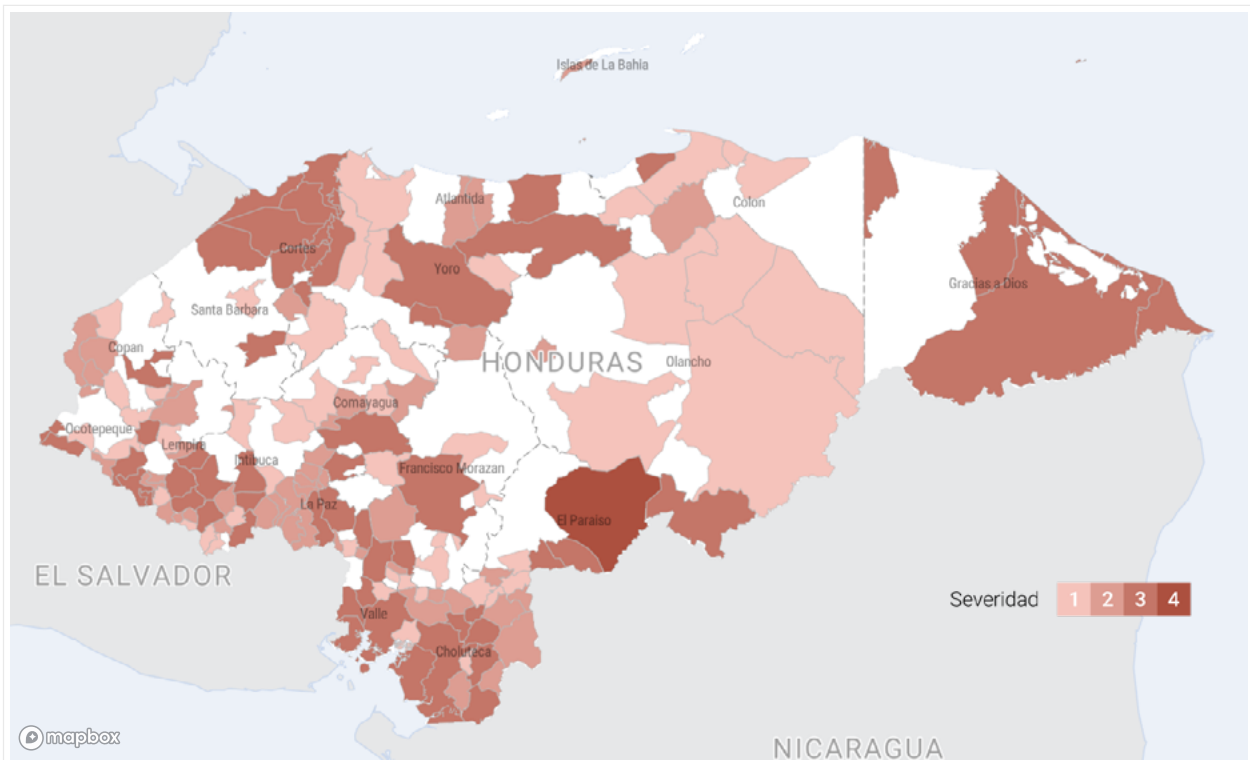 Islas de La Bahia
Atlantida
Colon
Cortes
Yoro
Gracias a Dios
Santa Barbara
Copan
HONDURAS
Olancho
Comayagua
Ocotepeque
Lempira
Intibuca
Francisco Morazan
La Paz
El Paraiso
EL SALVADOR
Severidad 1 2 3 4
Valle
Choluteca
mapbox
NICARAGUA